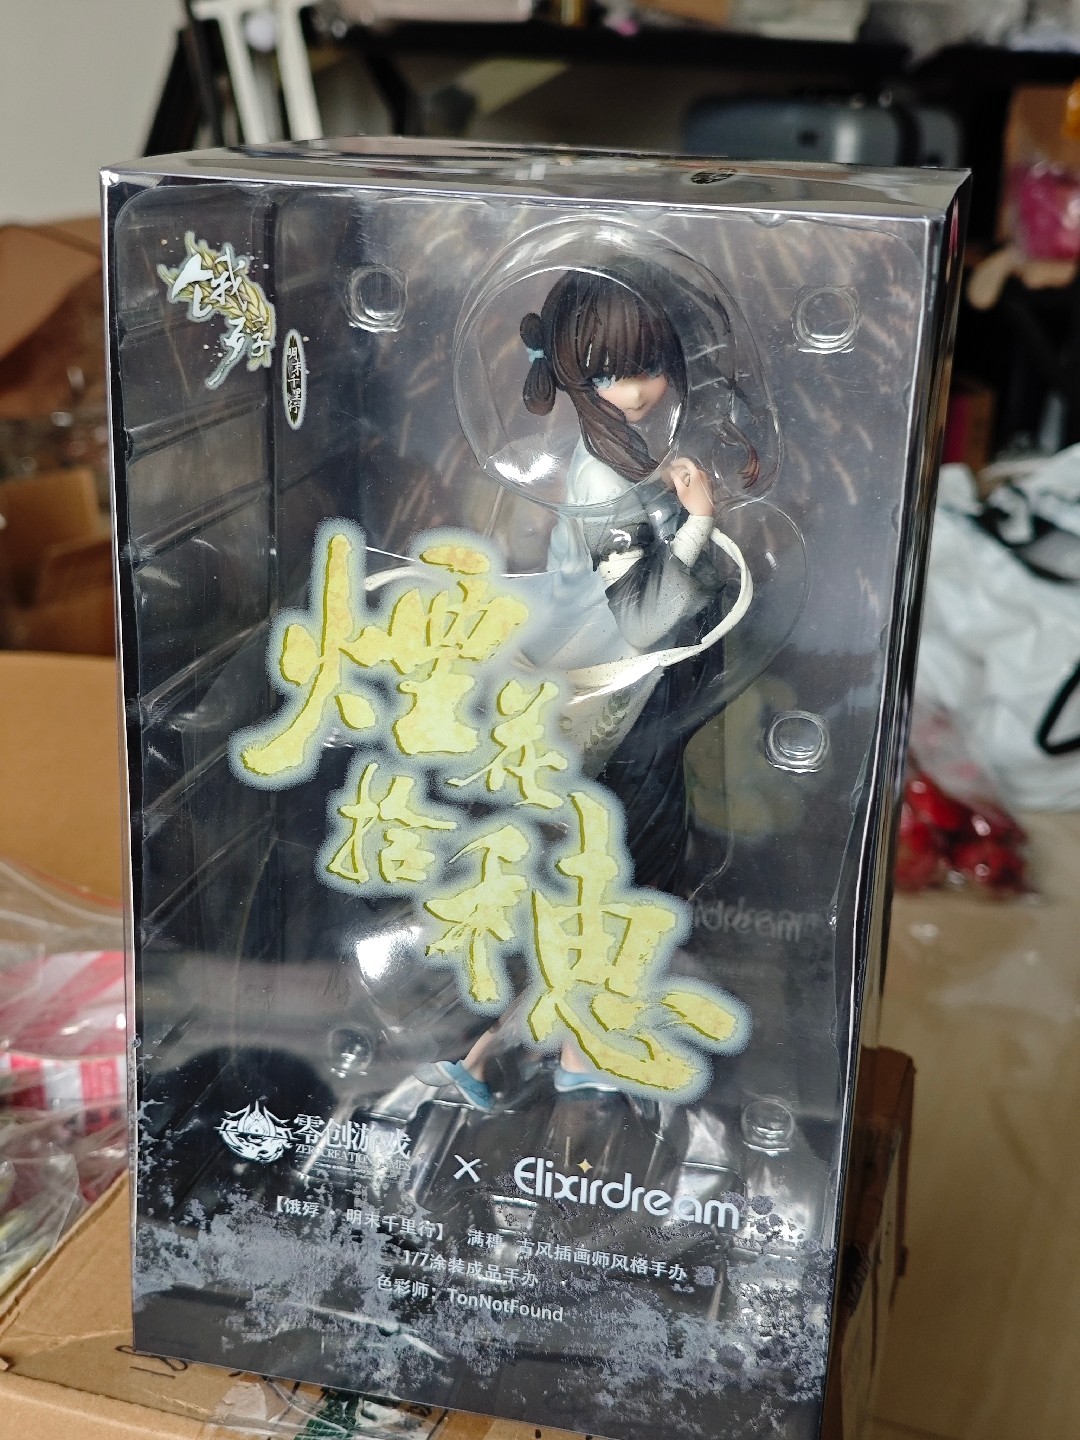 饿殍
明末千里行
煙花
拾穗
零创游戏
ZEROCREATION GAMES
×
Elixirdream
【饿殍·明末千里行】 满穗 古风插画师风格手办
1/7涂装成品手办
色彩师：TonNotFound